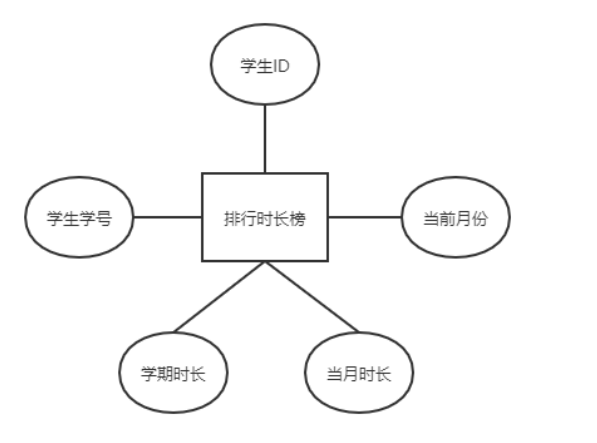 学生ID
学生学号
排行时长榜
当前月份
学期时长
当月时长